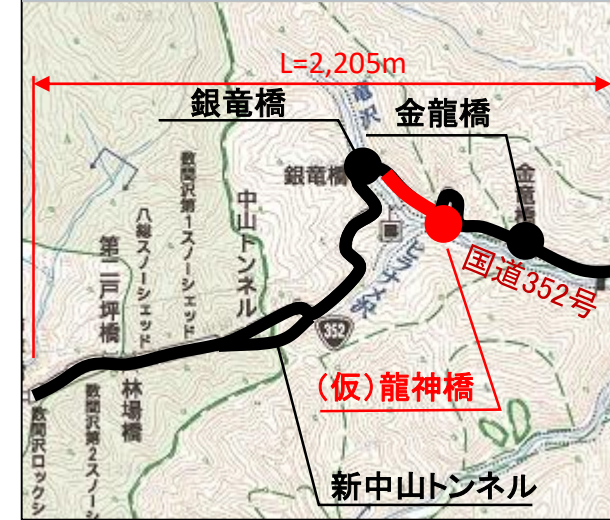 L=2,205m
銀竜橋
金龍橋
銀竜橋
中山トンネル
数間沢第1スノーシェッド
八総スノーシェッド
第二戸坪橋
国道352号
352
(仮)龍神橋
林場橋
数間沢第2スノーシ
数間沢ロックシ
新中山トンネル